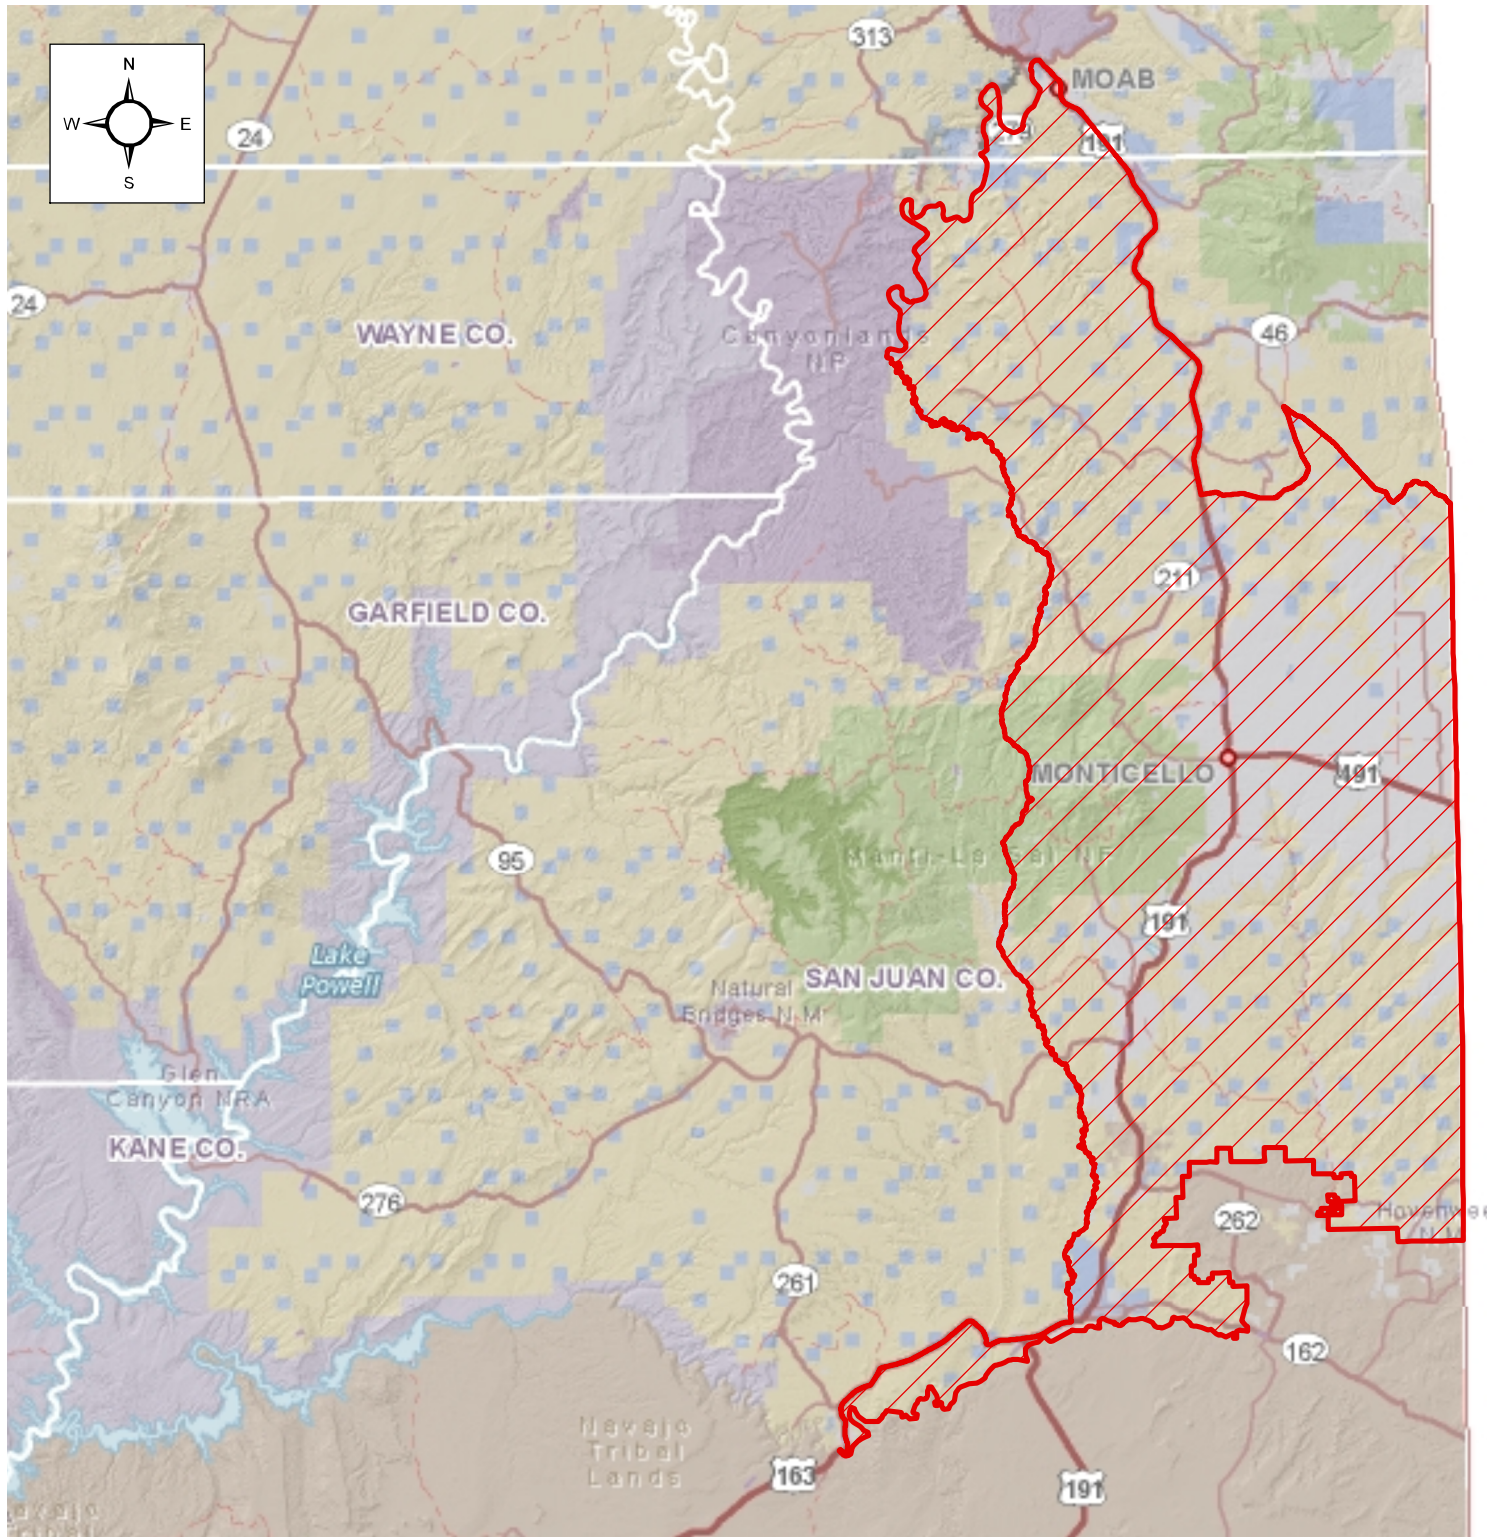 N
W E
S
313
MOAB
191
24
24
WAYNE CO.
Canyonlands
NP
46
211
GARFIELD CO.
MONTICELLO
491
95
Manti-La Sal NF
191
Lake
Powell
SAN JUAN CO.
Natural
Bridges N.M
Glen
Canyon NRA
KANE CO.
276
262
261
162
Navajo
Tribal
Lands
163
191